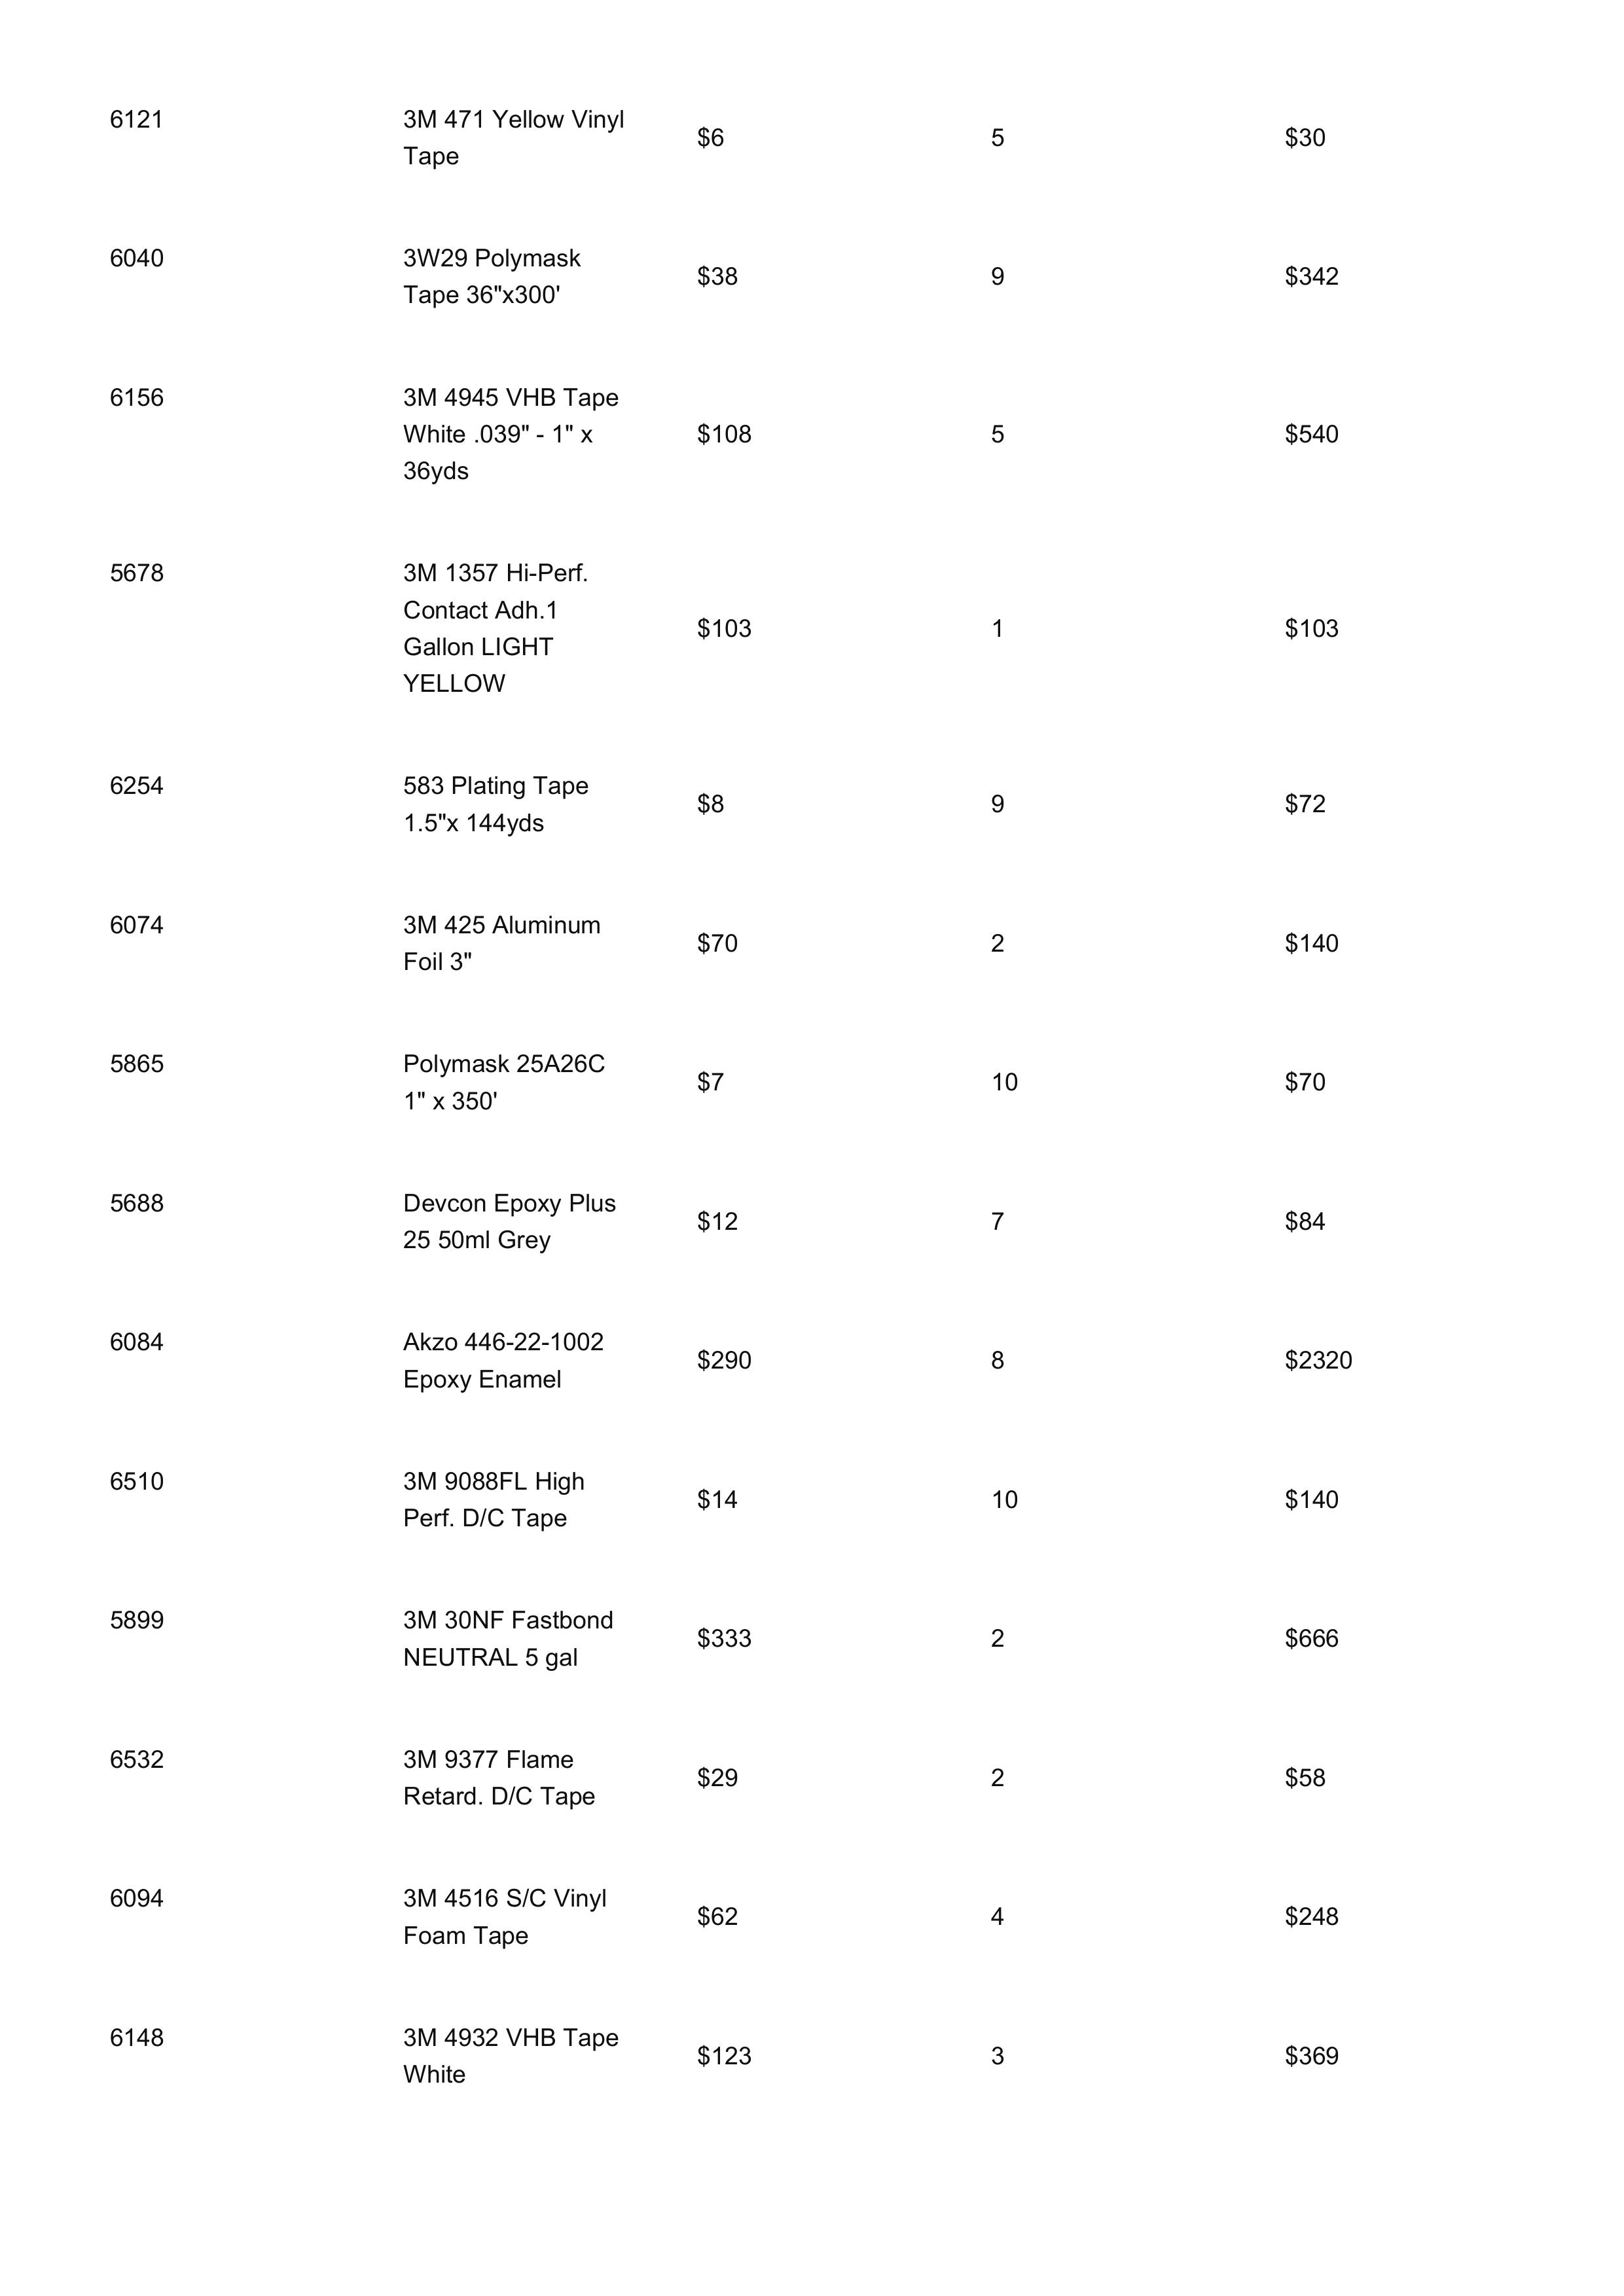 6121 3M 471 Yellow Vinyl
Tape $6 5 $30
6040 3W29 Polymask
Tape 36"x300' $38 9 $342
6156 3M 4945 VHB Tape
White .039" - 1" x $108 5 $540
36yds
5678 3M 1357 Hi-Perf.
Contact Adh.1
Gallon LIGHT $103 1 $103
YELLOW
6254 583 Plating Tape
1.5"x 144yds $8 9 $72
6074 3M 425 Aluminum
Foil 3" $70 2 $140
5865 Polymask 25A26C
1" x 350' $7 10 $70
5688 Devcon Epoxy Plus
25 50ml Grey $12 7 $84
6084 Akzo 446-22-1002
Epoxy Enamel $290 8 $2320
6510 3M 9088FL High
Perf. D/C Tape $14 10 $140
5899 3M 30NF Fastbond
NEUTRAL 5 gal $333 2 $666
6532 3M 9377 Flame
Retard. D/C Tape $29 2 $58
6094 3M 4516 S/C Vinyl
Foam Tape $62 4 $248
6148 3M 4932 VHB Tape
White $123 3 $369